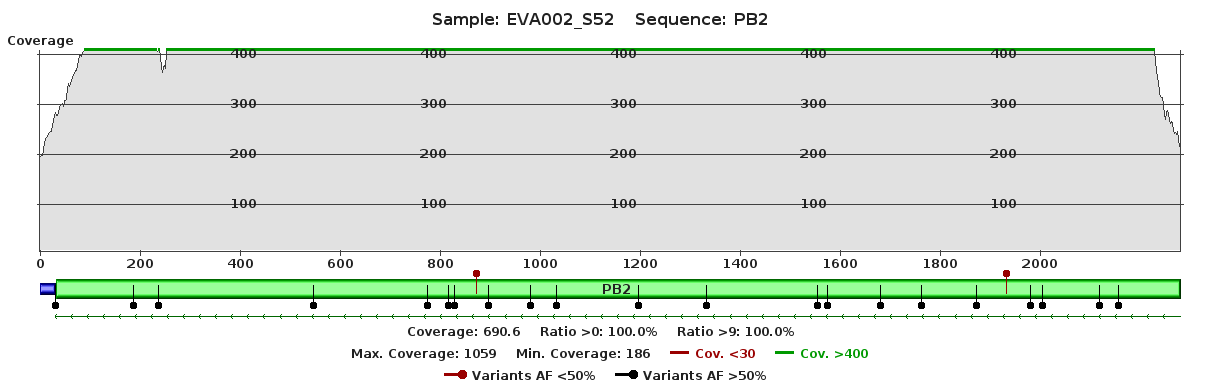 Sample: EVA002_S52 Sequence: PB2
Coverage
400 400 400 400 400
300 300 300 300 300
200 200 200 200 200
100 100 100 100 100
0 200 400 600 800 1000 1200 1400 1600 1800 2000
PB2
Coverage: 690.6 Ratio >0: 100.0% Ratio >9: 100.0%
Max. Coverage: 1059 Min. Coverage: 186 Cov. <30 Cov. >400
Variants AF <50% Variants AF >50%